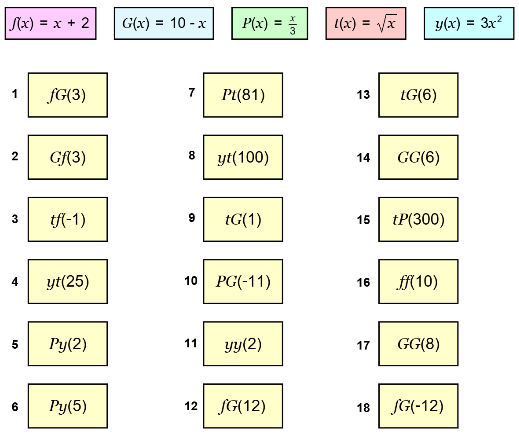 f(x) = x + 2 G(x) = 10 - x P(x) = x/3 t(x) = √x y(x) = 3x²
1 fG(3) 7 Pt(81) 13 tG(6)
2 Gf(3) 8 yt(100) 14 GG(6)
3 tf(-1) 9 tG(1) 15 tP(300)
4 yt(25) 10 PG(-11) 16 ff(10)
5 Py(2) 11 yy(2) 17 GG(8)
6 Py(5) 12 fG(12) 18 fG(-12)